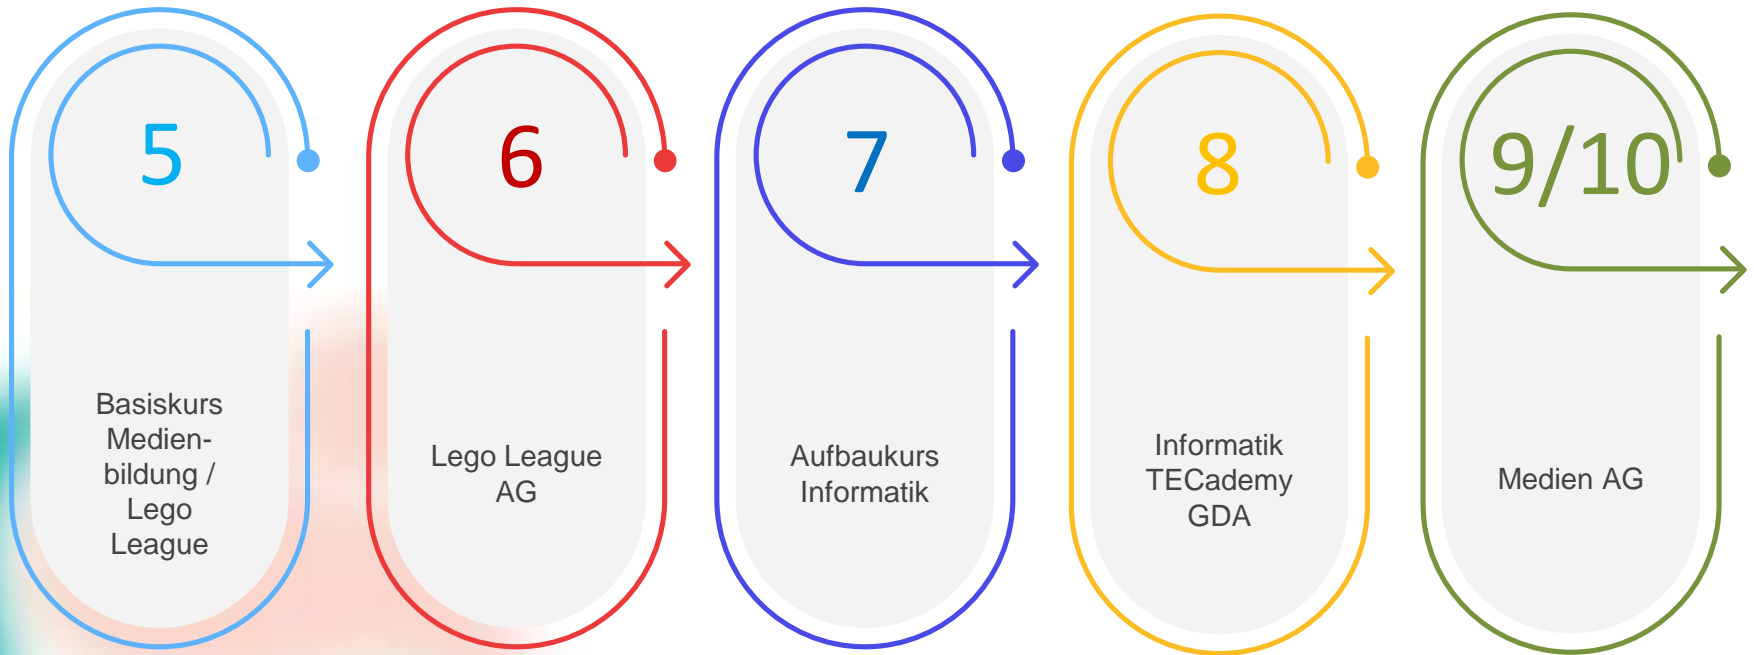 5
Basiskurs
Medien-
bildung /
Lego
League
6
Lego League
AG
7
Aufbaukurs
Informatik
8
Informatik
TECademy
GDA
9/10
Medien AG